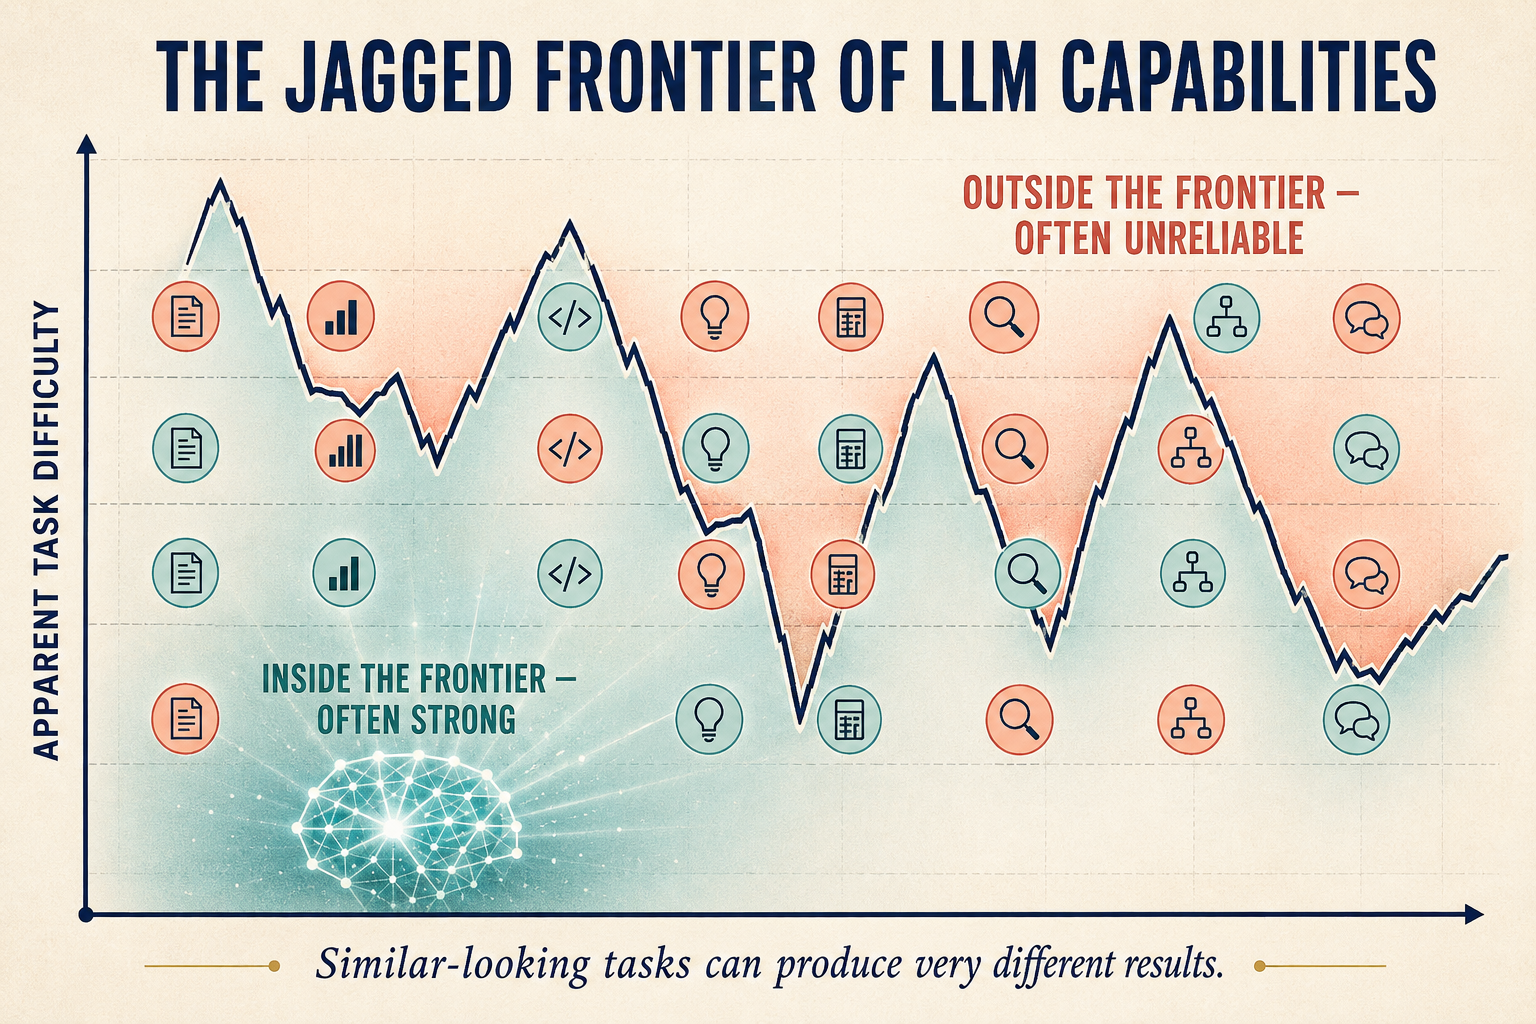 THE JAGGED FRONTIER OF LLM CAPABILITIES
OUTSIDE THE FRONTIER –
OFTEN UNRELIABLE
APPARENT TASK DIFFICULTY
INSIDE THE FRONTIER –
OFTEN STRONG
Similar-looking tasks can produce very different results.